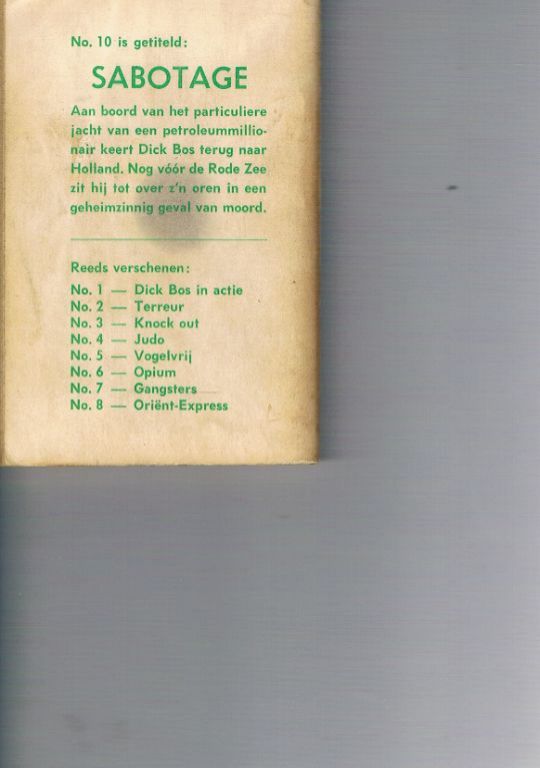 No. 10 is getiteld:
SABOTAGE
Aan boord van het particuliere
jacht van een petroleummillio-
nair keert Dick Bos terug naar
Holland. Nog vóór de Rode Zee
zit hij tot over z'n oren in een
geheimzinnig geval van moord.
Reeds verschenen:
No. 1 — Dick Bos in actie
No. 2 — Terreur
No. 3 — Knock out
No. 4 — Judo
No. 5 — Vogelvrij
No. 6 — Opium
No. 7 — Gangsters
No. 8 — Oriënt-Express